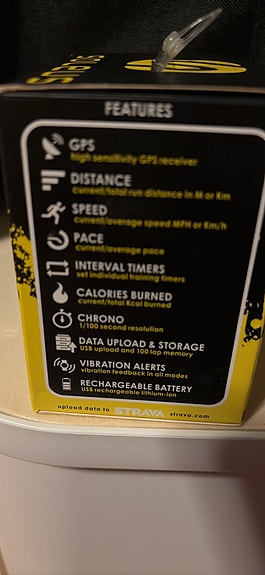 FEATURES
GPS
high sensitivity GPS receiver
DISTANCE
current/total run distance in M or Km
SPEED
current/average speed MPH or Km/h
PACE
current/average pace
INTERVAL TIMERS
set individual training timers
CALORIES BURNED
current/total Kcal burned
CHRONO
1/100 second resolution
DATA UPLOAD & STORAGE
USB upload and 100 lap memory
VIBRATION ALERTS
vibration feedback in all modes
RECHARGEABLE BATTERY
USB rechargeable lithium-ion
upload data to STRAVA strava.com